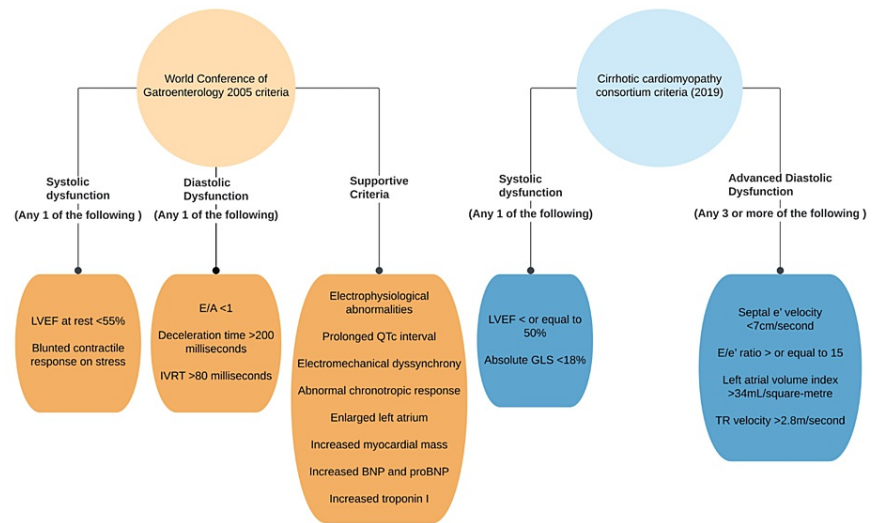 World Conference of
Gatroenterology 2005 criteria
Cirrhotic cardiomyopathy
consortium criteria (2019)
Systolic
dysfunction
(Any 1 of the following )
Diastolic
Dysfunction
(Any 1 of the following)
Supportive
Criteria
Systolic
dysfunction
(Any 1 of the following)
Advanced Diastolic
Dysfunction
(Any 3 or more of the following )
LVEF at rest <55%
Blunted contractile
response on stress
E/A <1
Deceleration time >200
milliseconds
IVRT >80 milliseconds
Electrophysiological
abnormalities
Prolonged QTc interval
Electromechanical dyssynchrony
Abnormal chronotropic response
Enlarged left atrium
Increased myocardial mass
Increased BNP and proBNP
Increased troponin I
LVEF < or equal to
50%
Absolute GLS <18%
Septal e' velocity
<7cm/second
E/e' ratio > or equal to 15
Left atrial volume index
>34mL/square-metre
TR velocity >2.8m/second